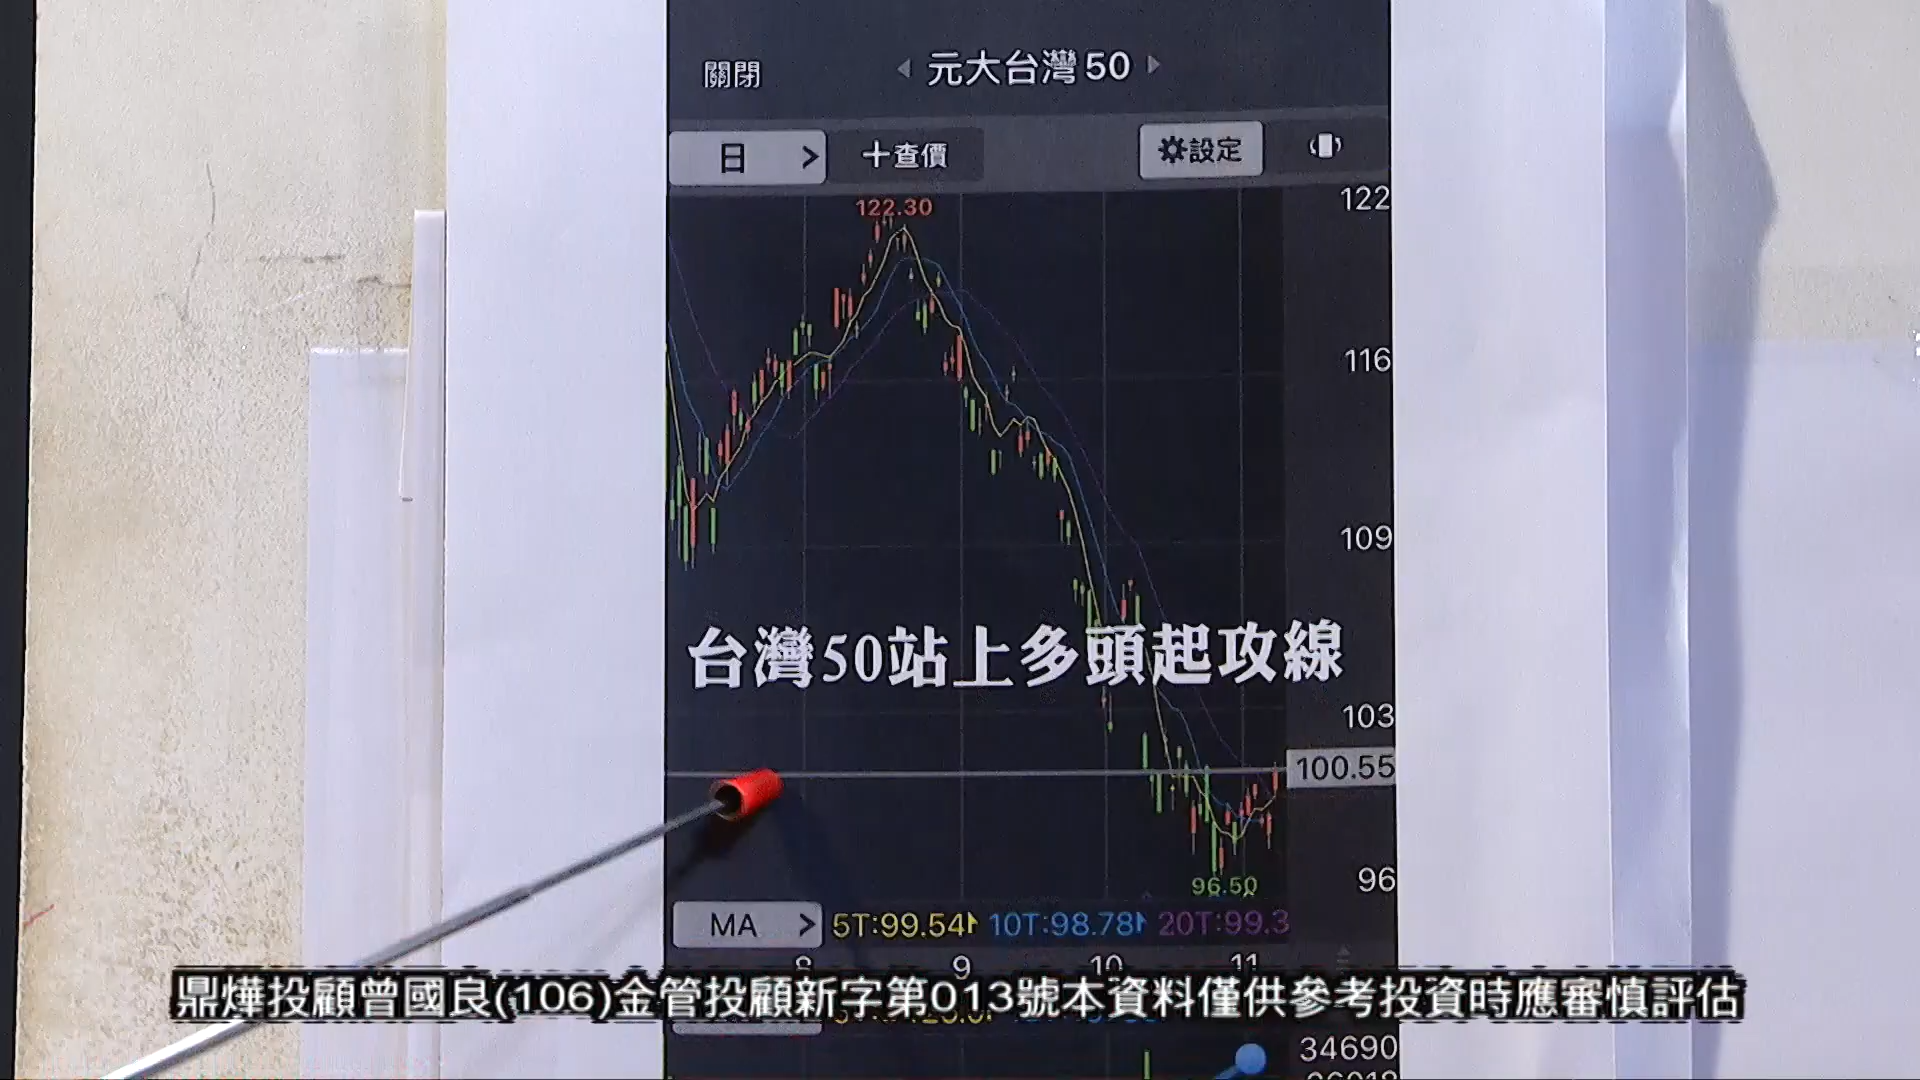 關閉
元大台灣50
日 > +查價 設定
122.30
122
116
109
台灣50站上多頭起攻線
103
100.55
96
96.50
MA > 5T:99.54 10T:98.78 20T:99.3
8 9 10 11
鼎燁投顧曾國良(106)金管投顧新字第013號本資料僅供參考投資時應審慎評估
34690